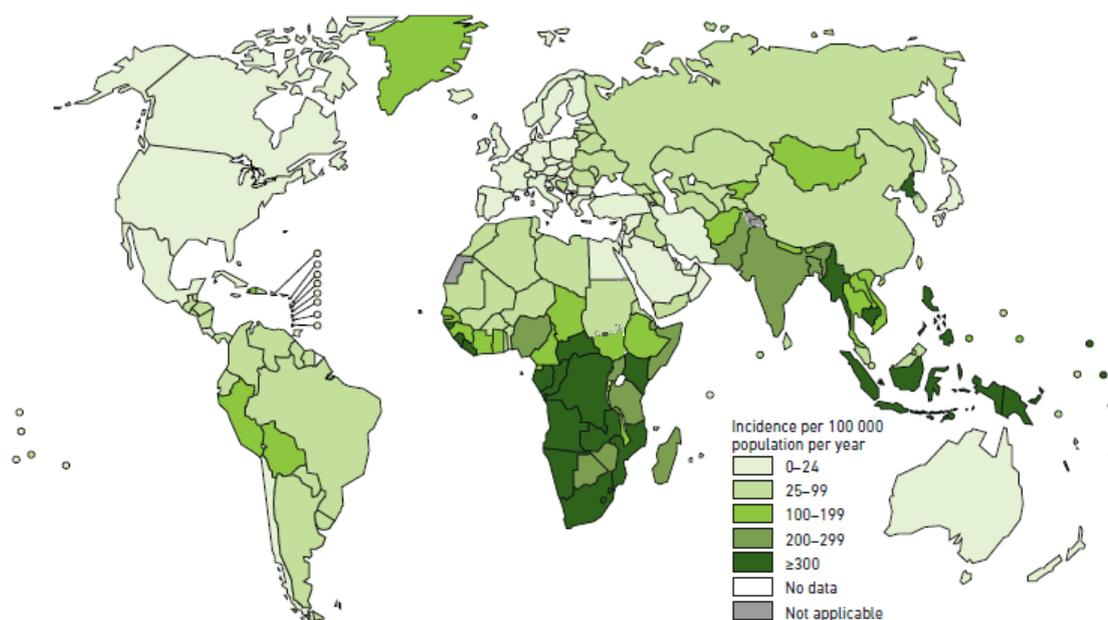 Incidence per 100 000
population per year
0–24
25–99
100–199
200–299
≥300
No data
Not applicable